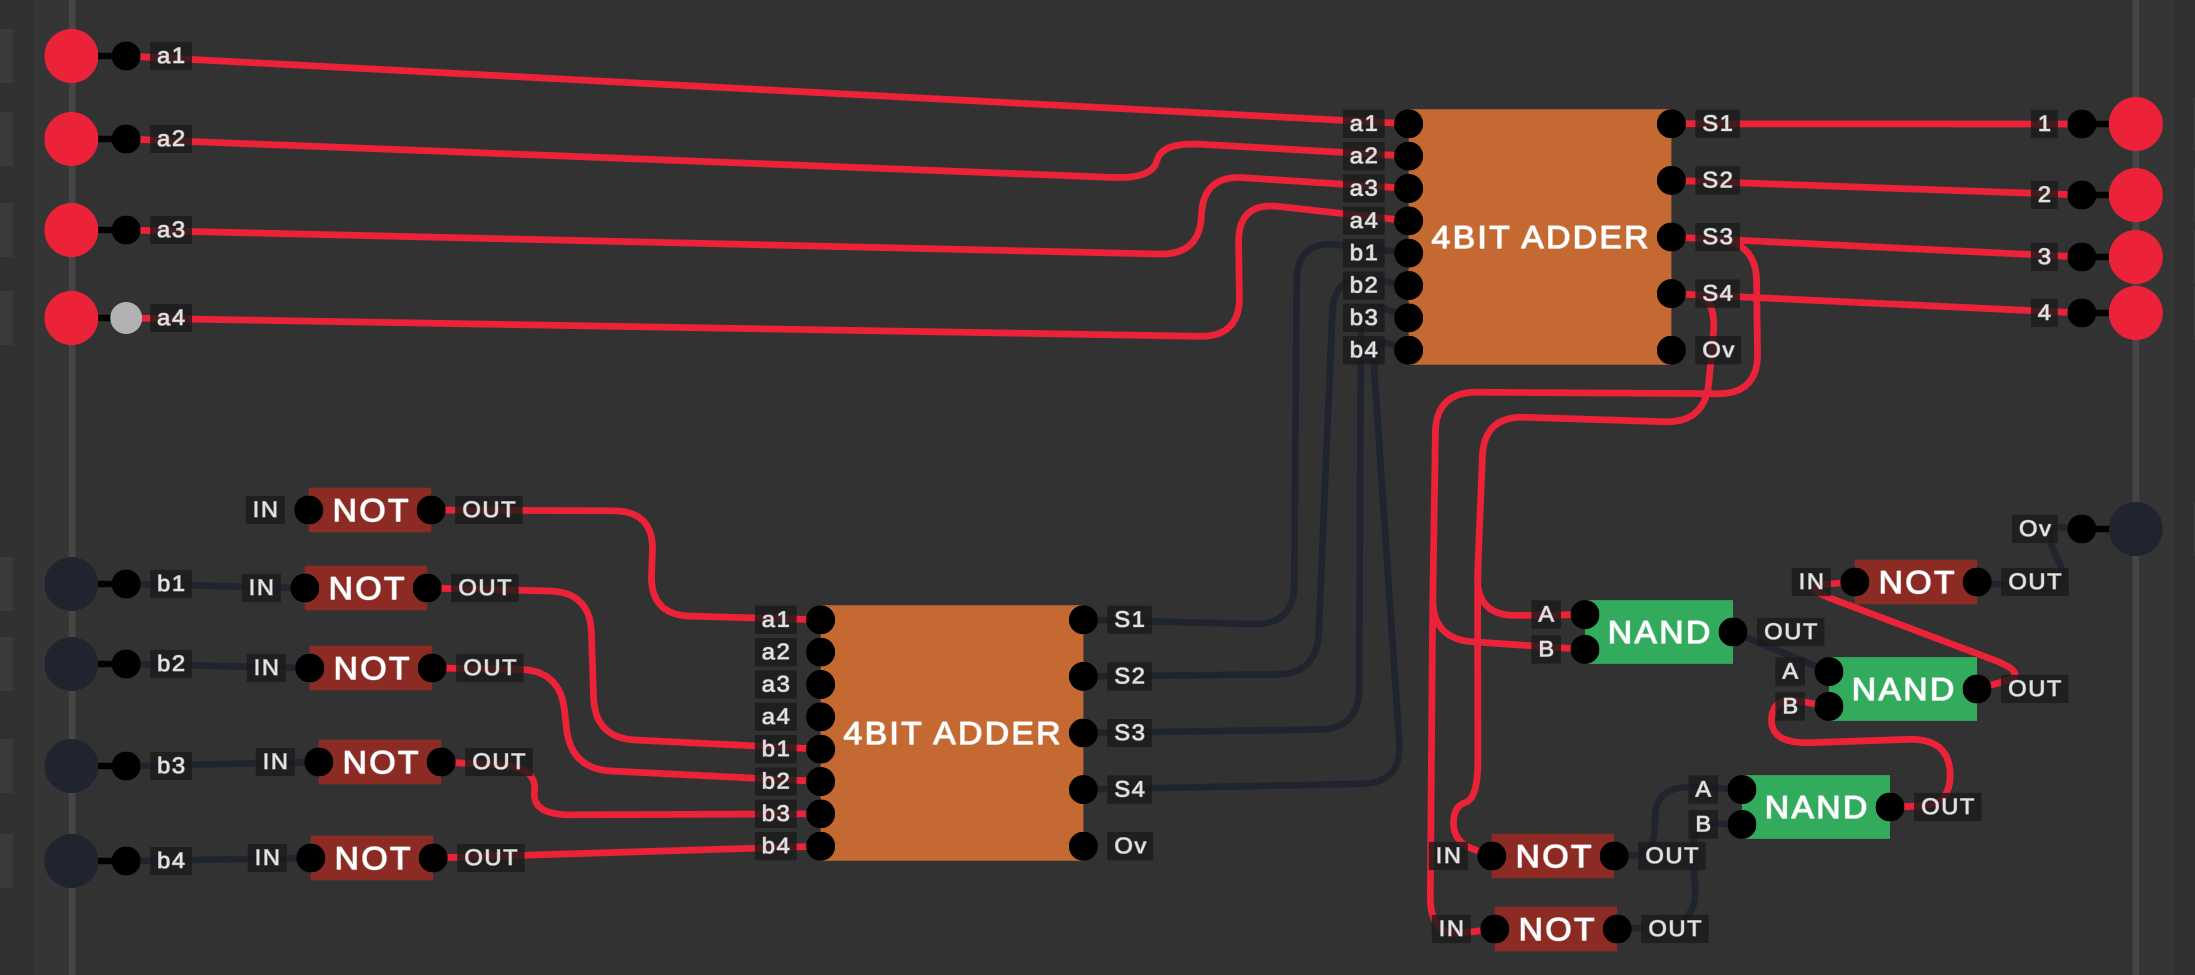 a1
a2
a3
a4
a1
a2
a3
a4
b1
b2
b3
b4
4BIT ADDER
S1
S2
S3
S4
Ov
1
2
3
4
IN NOT OUT
b1 IN NOT OUT
b2 IN NOT OUT
b3 IN NOT OUT
b4 IN NOT OUT
a1
a2
a3
a4
b1
b2
b3
b4
4BIT ADDER
S1
S2
S3
S4
Ov
Ov
IN NOT OUT
A
B
NAND OUT
A
B
NAND OUT
A
B
NAND OUT
IN NOT OUT
IN NOT OUT